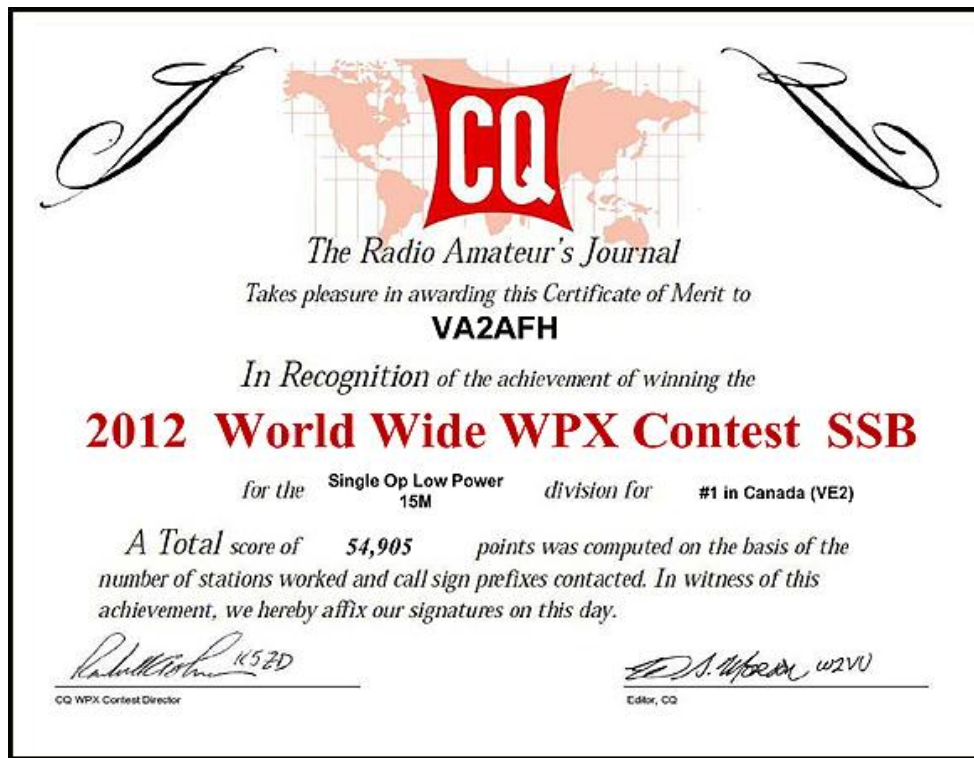 CQ
The Radio Amateur's Journal
Takes pleasure in awarding this Certificate of Merit to
VA2AFH
In Recognition of the achievement of winning the
2012 World Wide WPX Contest SSB
for the Single Op Low Power 15M division for #1 in Canada (VE2)
A Total score of 54,905 points was computed on the basis of the
number of stations worked and call sign prefixes contacted. In witness of this
achievement, we hereby affix our signatures on this day.
K5ZD
W2VU
CQ WPX Contest Director
Editor, CQ